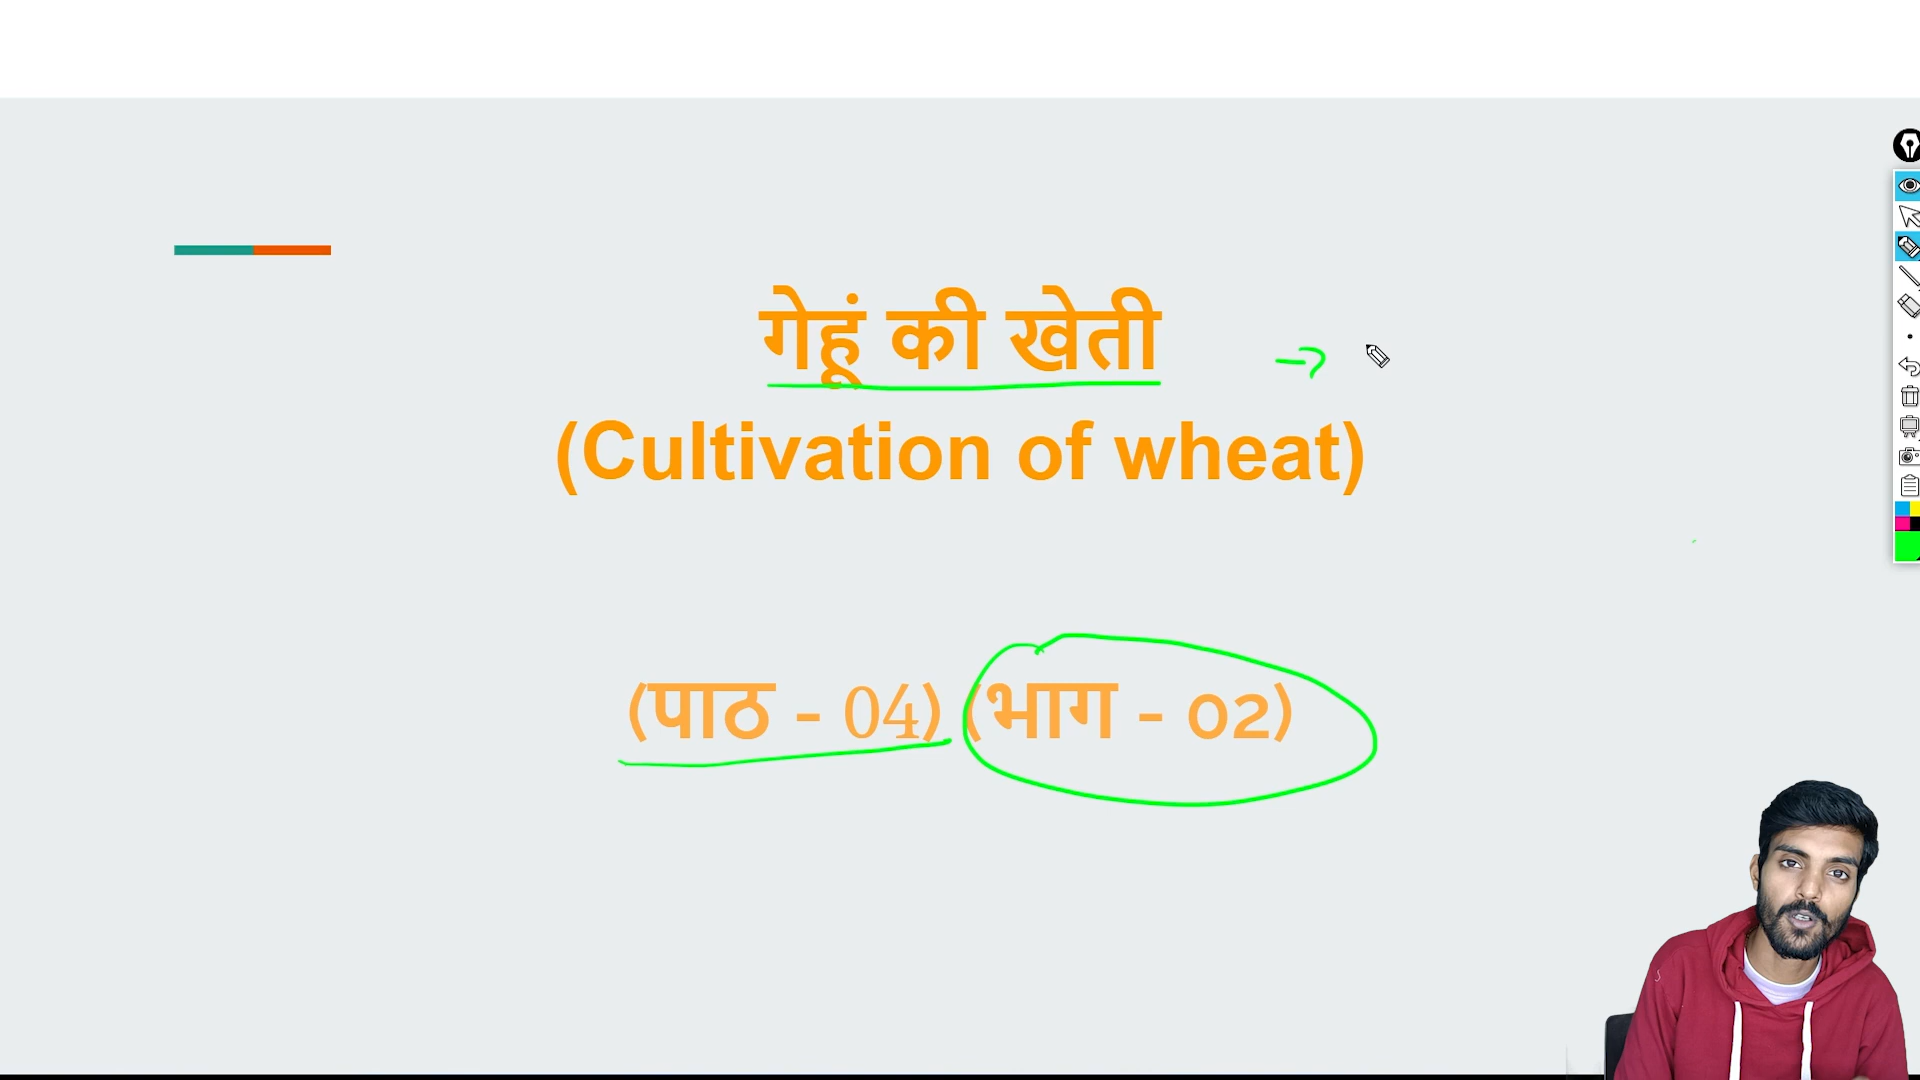 गेहूं की खेती
(Cultivation of wheat)
(पाठ - 04) (भाग - 02)